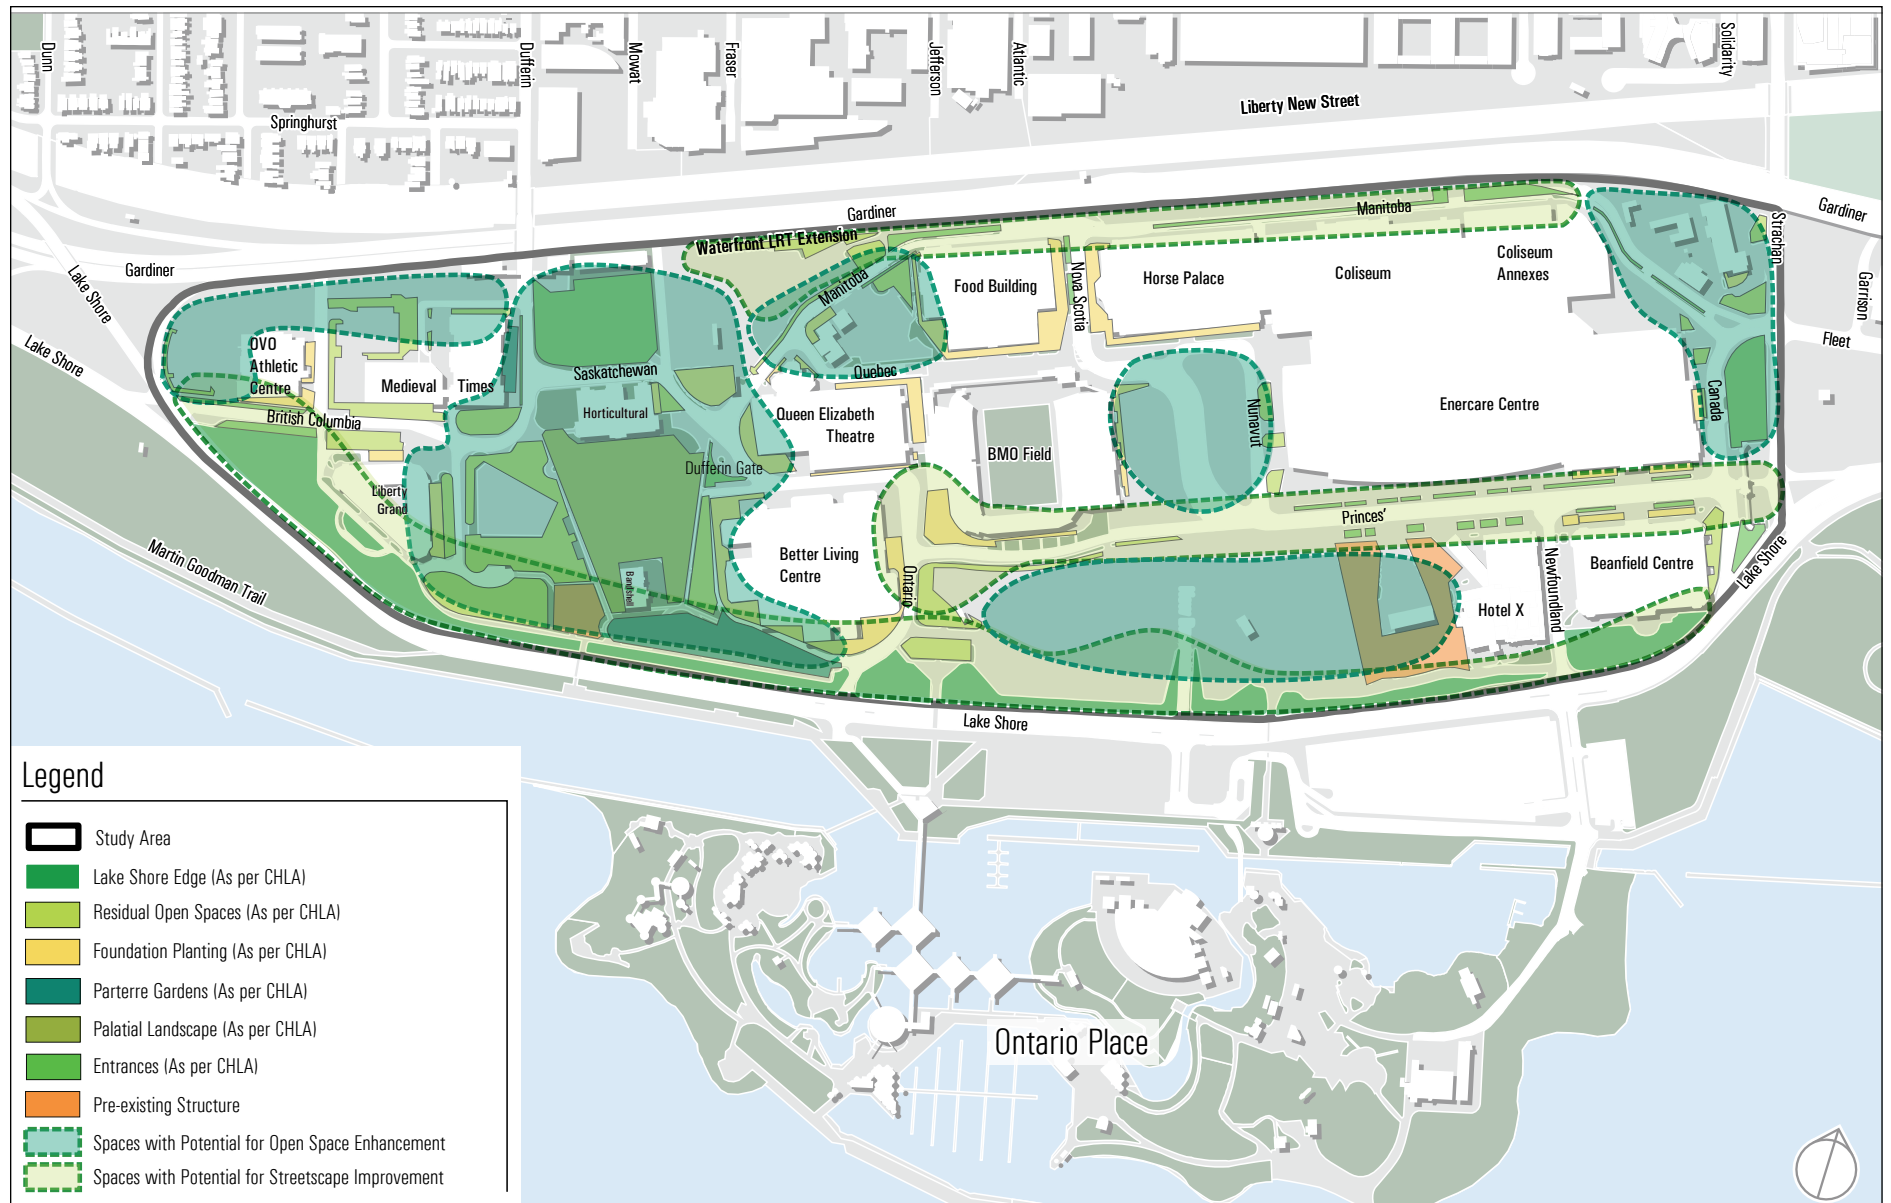 Dunn
Dufferin
Mowat
Fraser
Jefferson
Atlantic
Solidarity
Springhurst
Liberty New Street
Gardiner
Gardiner
Gardiner
Lake Shore
Lake Shore
Waterfront LRT Extension
Manitoba
Manitoba
Strachan
Garrison
Fleet
Food Building
Nova Scotia
Horse Palace
Coliseum
Coliseum
Annexes
OVO
Athletic
Centre
Medieval Times
Saskatchewan
Horticultural
Quebec
Queen Elizabeth
Theatre
BMO Field
Nunavut
Enercare Centre
Canada
British Columbia
Dufferin Gate
Liberty
Grand
Bandshell
Better Living
Centre
Ontario
Princes'
Hotel X
Newfoundland
Beanfield Centre
Lake Shore
Martin Goodman Trail
Lake Shore
Ontario Place
Legend
Study Area
Lake Shore Edge (As per CHLA)
Residual Open Spaces (As per CHLA)
Foundation Planting (As per CHLA)
Parterre Gardens (As per CHLA)
Palatial Landscape (As per CHLA)
Entrances (As per CHLA)
Pre-existing Structure
Spaces with Potential for Open Space Enhancement
Spaces with Potential for Streetscape Improvement